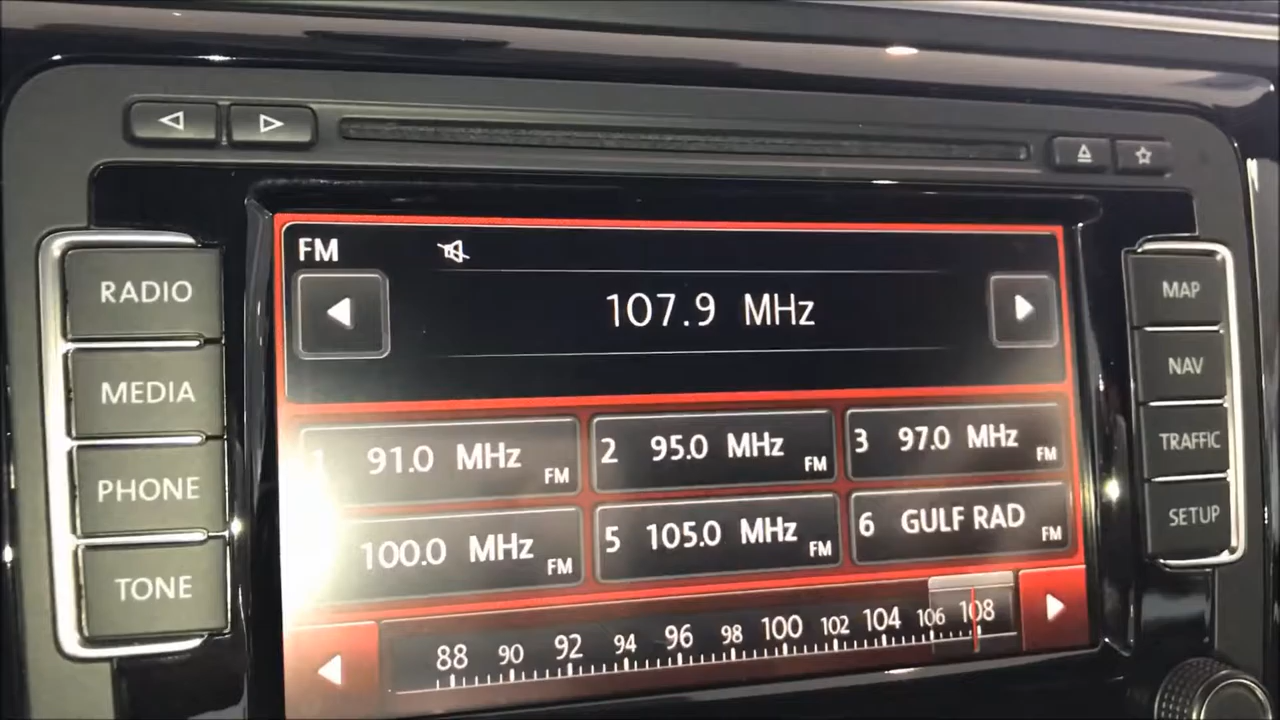 RADIO
MEDIA
PHONE
TONE
FM
107.9 MHz
1 91.0 MHz FM
2 95.0 MHz FM
3 97.0 MHz FM
100.0 MHz FM
5 105.0 MHz FM
6 GULF RAD FM
88 90 92 94 96 98 100 102 104 106 108
MAP
NAV
TRAFFIC
SETUP